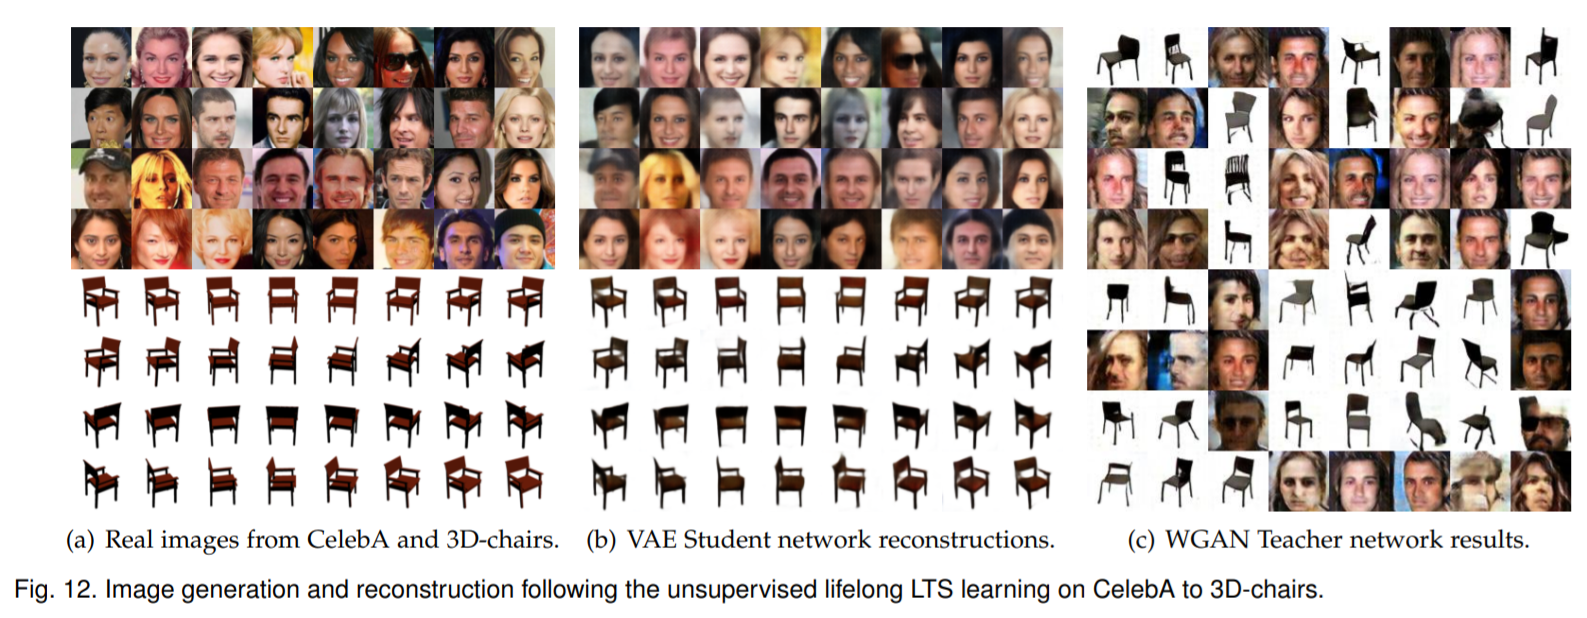 (a) Real images from CelebA and 3D-chairs.
(b) VAE Student network reconstructions.
(c) WGAN Teacher network results.
Fig. 12. Image generation and reconstruction following the unsupervised lifelong LTS learning on CelebA to 3D-chairs.